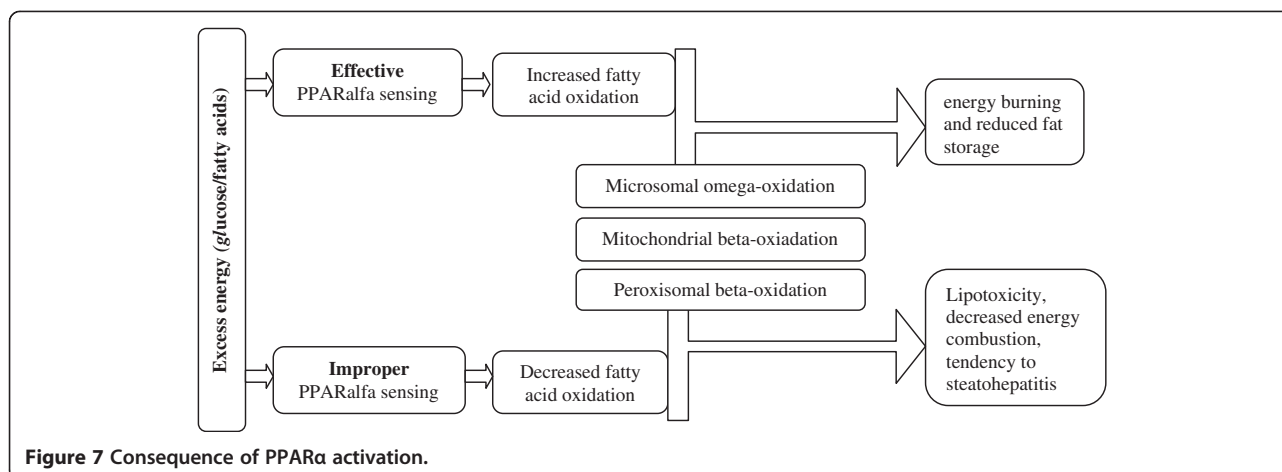 Excess energy (glucose/fatty acids)
Effective
PPARalfa sensing
Increased fatty
acid oxidation
energy burning
and reduced fat
storage
Microsomal omega-oxidation
Mitochondrial beta-oxiadation
Peroxisomal beta-oxidation
Improper
PPARalfa sensing
Decreased fatty
acid oxidation
Lipotoxicity,
decreased energy
combustion,
tendency to
steatohepatitis
Figure 7 Consequence of PPARα activation.